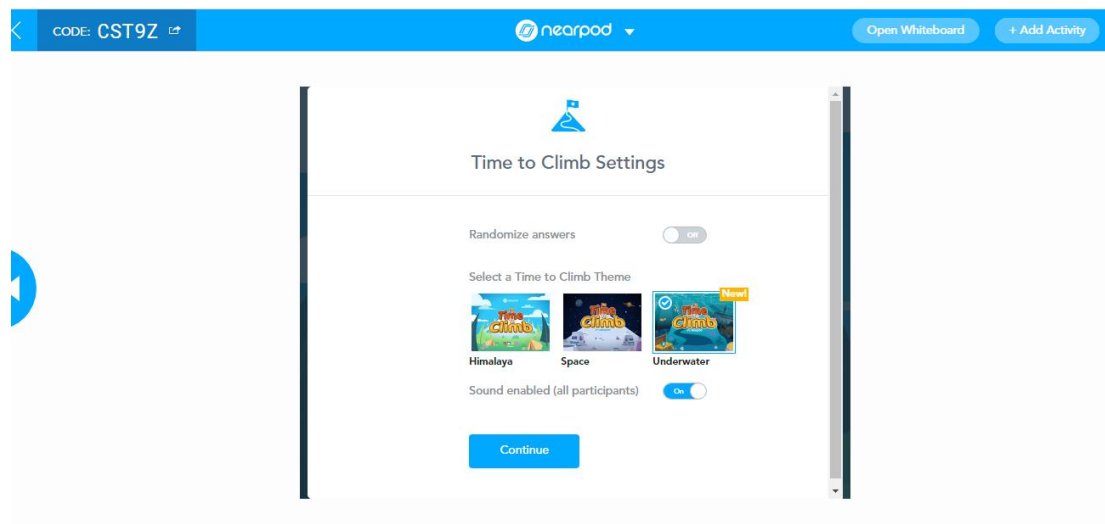 CODE: CST9Z
nearpod
Open Whiteboard
+ Add Activity
Time to Climb Settings
Randomize answers
Off
Select a Time to Climb Theme
New!
Time
to
Climb
Time
to
Climb
Time
to
Climb
Himalaya
Space
Underwater
Sound enabled (all participants)
On
Continue